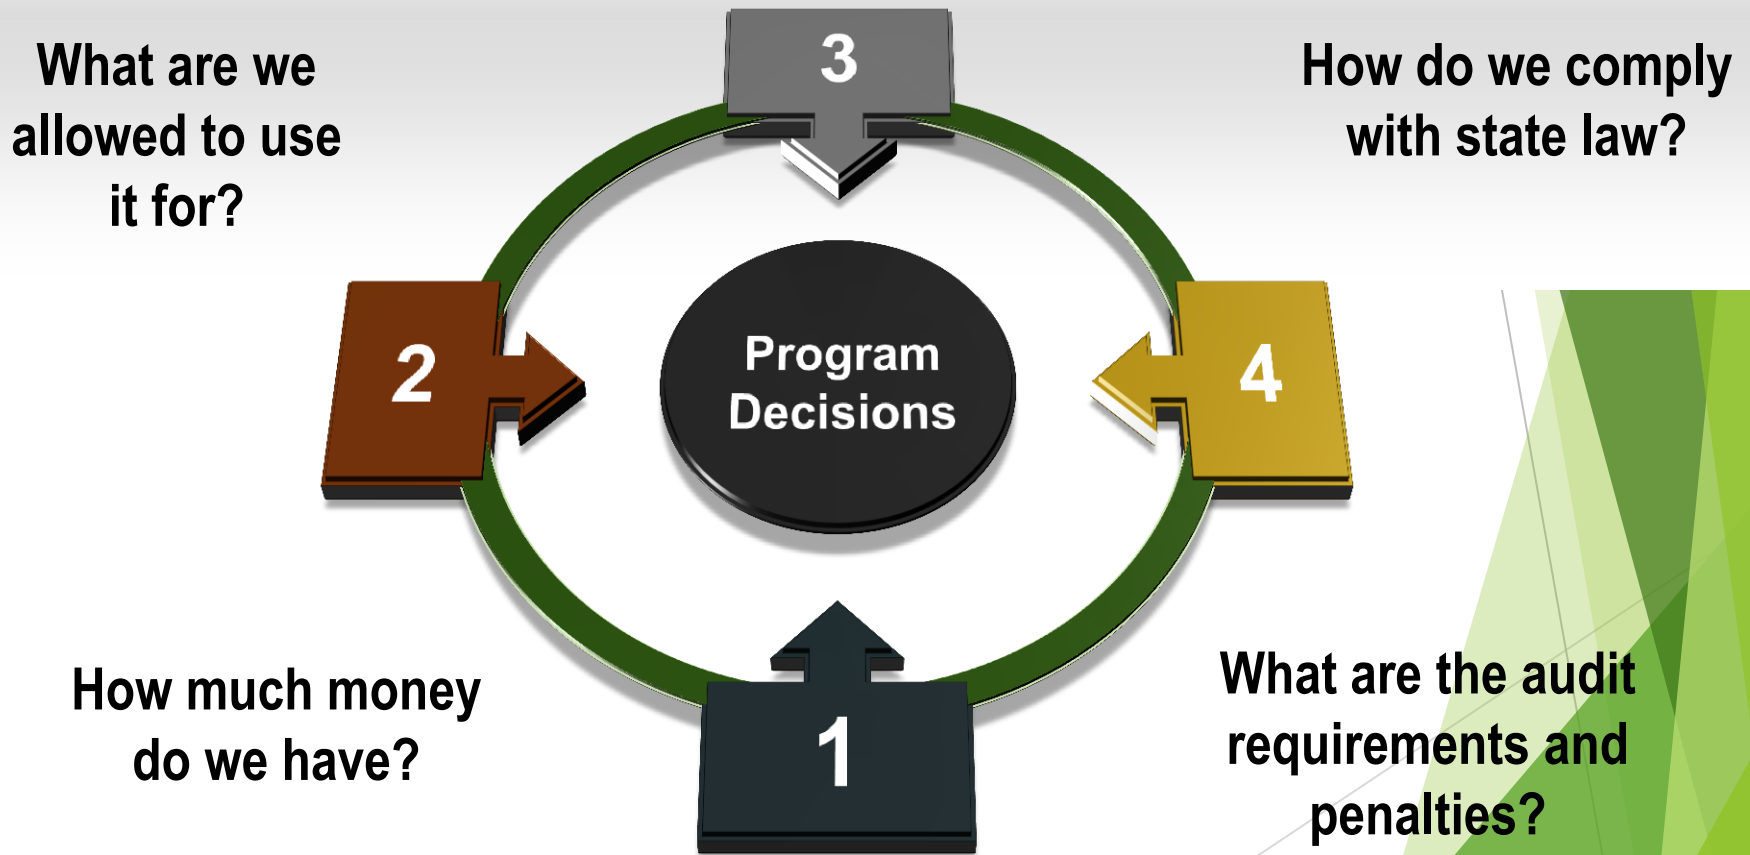 What are we
allowed to use
it for?
3
How do we comply
with state law?
2
Program
Decisions
4
How much money
do we have?
1
What are the audit
requirements and
penalties?